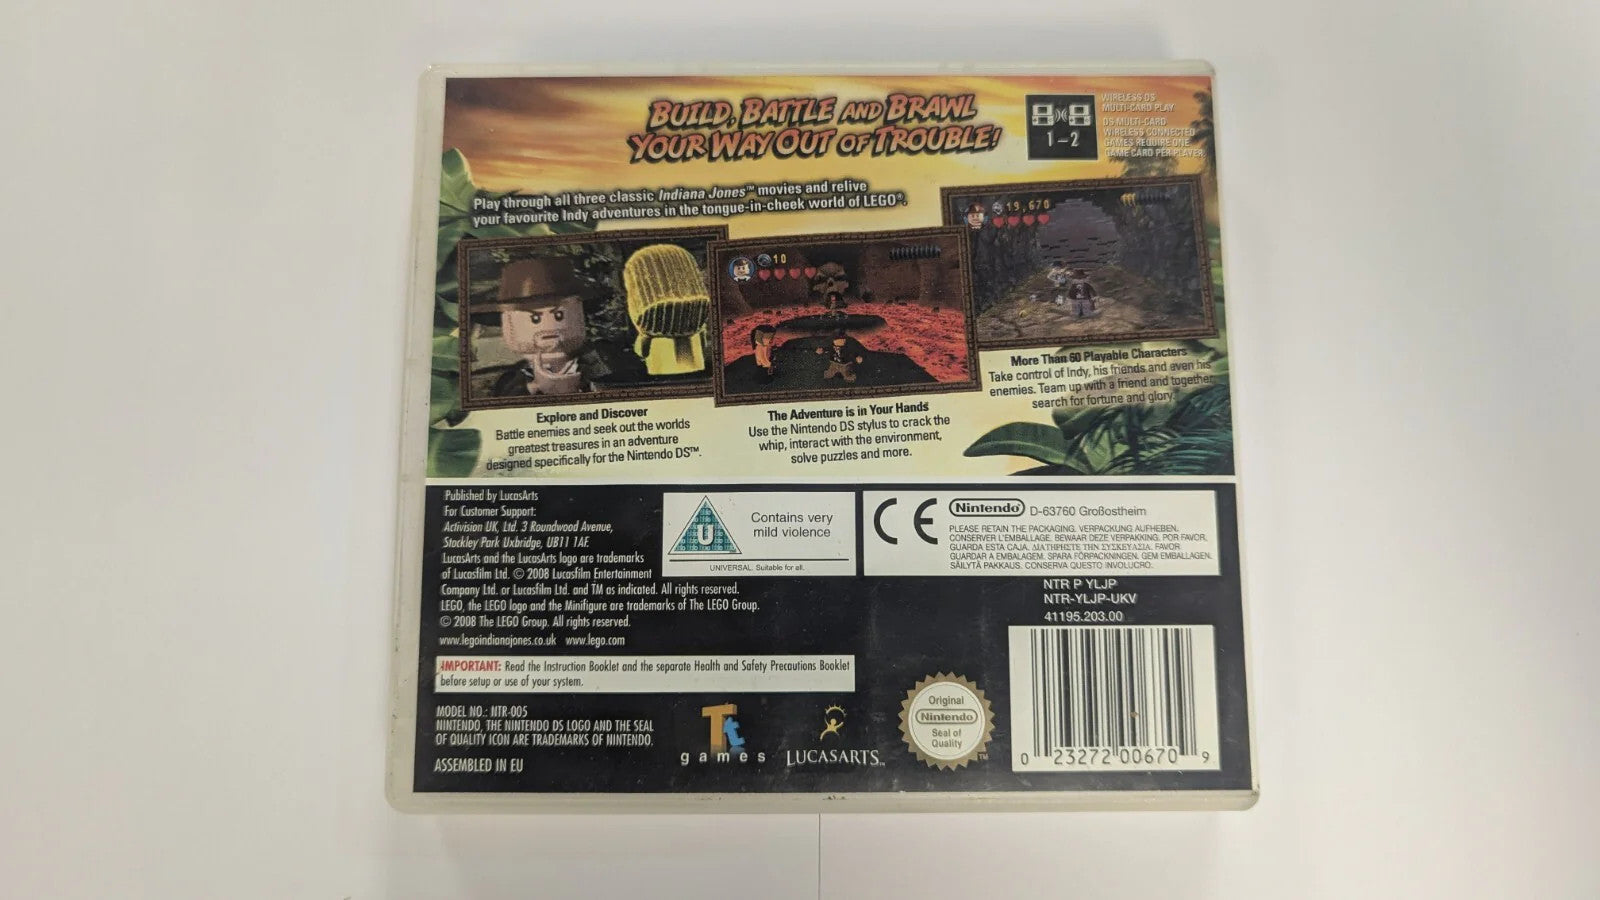 BUILD, BATTLE AND BRAWL
YOUR WAY OUT OF TROUBLE!
1-2
WIRELESS DS
MULTI-CARD PLAY
DS MULTI-CARD
WIRELESS CONNECTED
GAMES REQUIRE ONE
GAME CARD PER PLAYER.
Play through all three classic Indiana Jones™ movies and relive
your favourite Indy adventures in the tongue-in-cheek world of LEGO®.
10
19,670
Explore and Discover
Battle enemies and seek out the worlds
greatest treasures in an adventure
designed specifically for the Nintendo DS™.
The Adventure is in Your Hands
Use the Nintendo DS stylus to crack the
whip, interact with the environment,
solve puzzles and more.
More Than 60 Playable Characters
Take control of Indy, his friends and even his
enemies. Team up with a friend and together
search for fortune and glory.
Published by LucasArts
For Customer Support:
Activision UK, Ltd. 3 Roundwood Avenue,
Stockley Park Uxbridge, UB11 1AF.
LucasArts and the LucasArts logo are trademarks
of Lucasfilm Ltd. © 2008 Lucasfilm Entertainment
Company Ltd. or Lucasfilm Ltd. and TM as indicated. All rights reserved.
LEGO, the LEGO logo and the Minifigure are trademarks of The LEGO Group.
© 2008 The LEGO Group. All rights reserved.
www.legoindianajones.co.uk www.lego.com
U
Contains very
mild violence
UNIVERSAL. Suitable for all.
CE
Nintendo D-63760 Großostheim
PLEASE RETAIN THE PACKAGING. VERPACKUNG AUFHEBEN.
CONSERVER L'EMBALLAGE. BEWAAR DEZE VERPAKKING. POR FAVOR,
GUARDA ESTA CAJA. ΔΙΑΤΗΡΗΣΤΕ ΤΗΝ ΣΥΣΚΕΥΑΣΙΑ. FAVOR
GUARDAR A EMBALAGEM. SPARA FÖRPACKNINGEN. GEM EMBALLAGEN.
SÄILYTÄ PAKKAUS. CONSERVA QUESTO INVOLUCRO.
NTR P YLJP
NTR-YLJP-UKV
41195.203.00
IMPORTANT: Read the Instruction Booklet and the separate Health and Safety Precautions Booklet
before setup or use of your system.
MODEL NO.: NTR-005
NINTENDO, THE NINTENDO DS LOGO AND THE SEAL
OF QUALITY ICON ARE TRADEMARKS OF NINTENDO.
ASSEMBLED IN EU
Tt
games
LUCASARTS™
Original
Nintendo
Seal of
Quality
TM
0 23272 00670 9